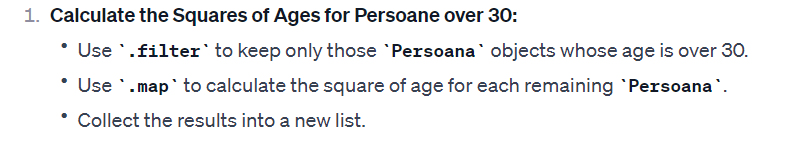 1. Calculate the Squares of Ages for Persoane over 30:
• Use `.filter` to keep only those `Persoana` objects whose age is over 30.
• Use `.map` to calculate the square of age for each remaining `Persoana`.
• Collect the results into a new list.